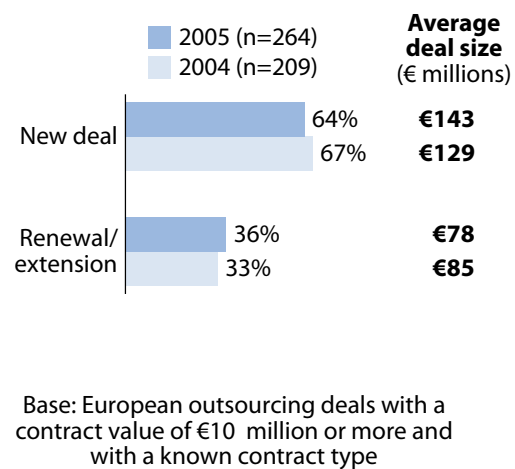 2005 (n=264)
2004 (n=209)
Average
deal size
(€ millions)
New deal
64% €143
67% €129
Renewal/
extension
36% €78
33% €85
Base: European outsourcing deals with a
contract value of €10 million or more and
with a known contract type